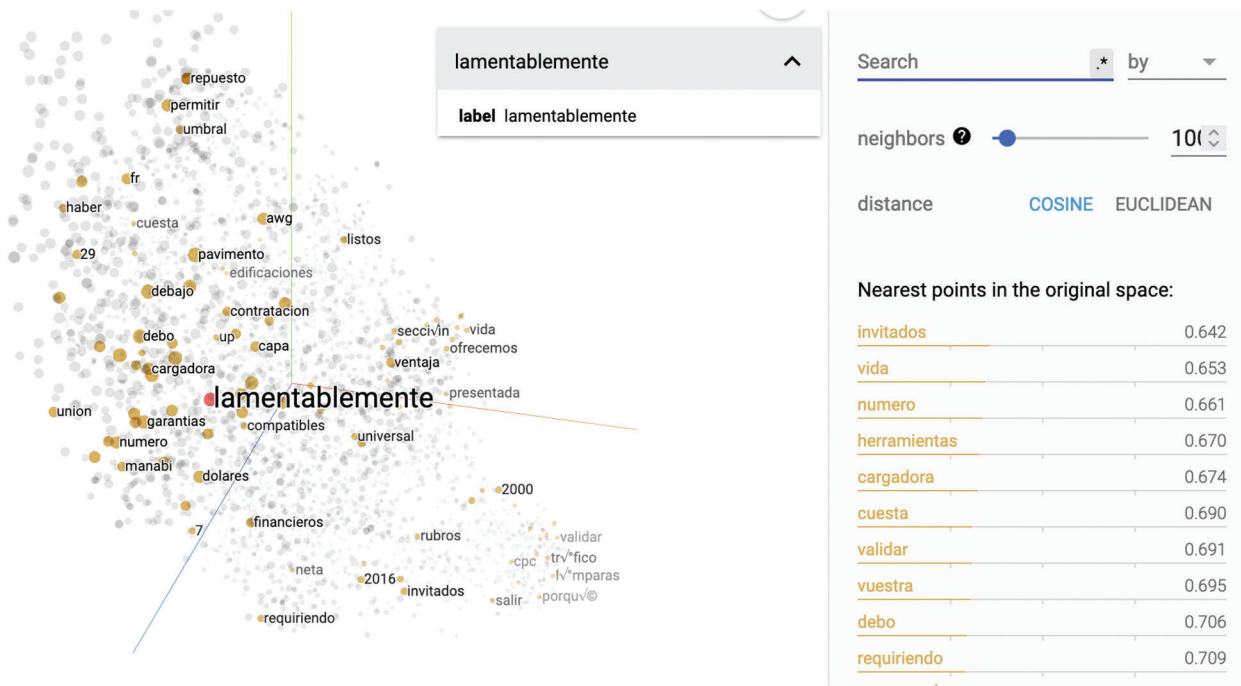 repuesto
permitir
umbral
fr
haber
cuesta
awg
29
listos
pavimento
edificaciones
debajo
contratacion
debo
up
capa
secci√in
vida
ofrecemos
ventaja
cargadora
lamentablemente
presentada
union
garantias
compatibles
universal
numero
manabi
dolares
2000
7
financieros
rubros
validar
cpc
tr√°fico
neta
2016
l√°mparas
invitados
salir
porqu√©
requiriendo
lamentablemente
label lamentablemente
Search .* by
neighbors ?
distance COSINE EUCLIDEAN
Nearest points in the original space:
invitados 0.642
vida 0.653
numero 0.661
herramientas 0.670
cargadora 0.674
cuesta 0.690
validar 0.691
vuestra 0.695
debo 0.706
requiriendo 0.709